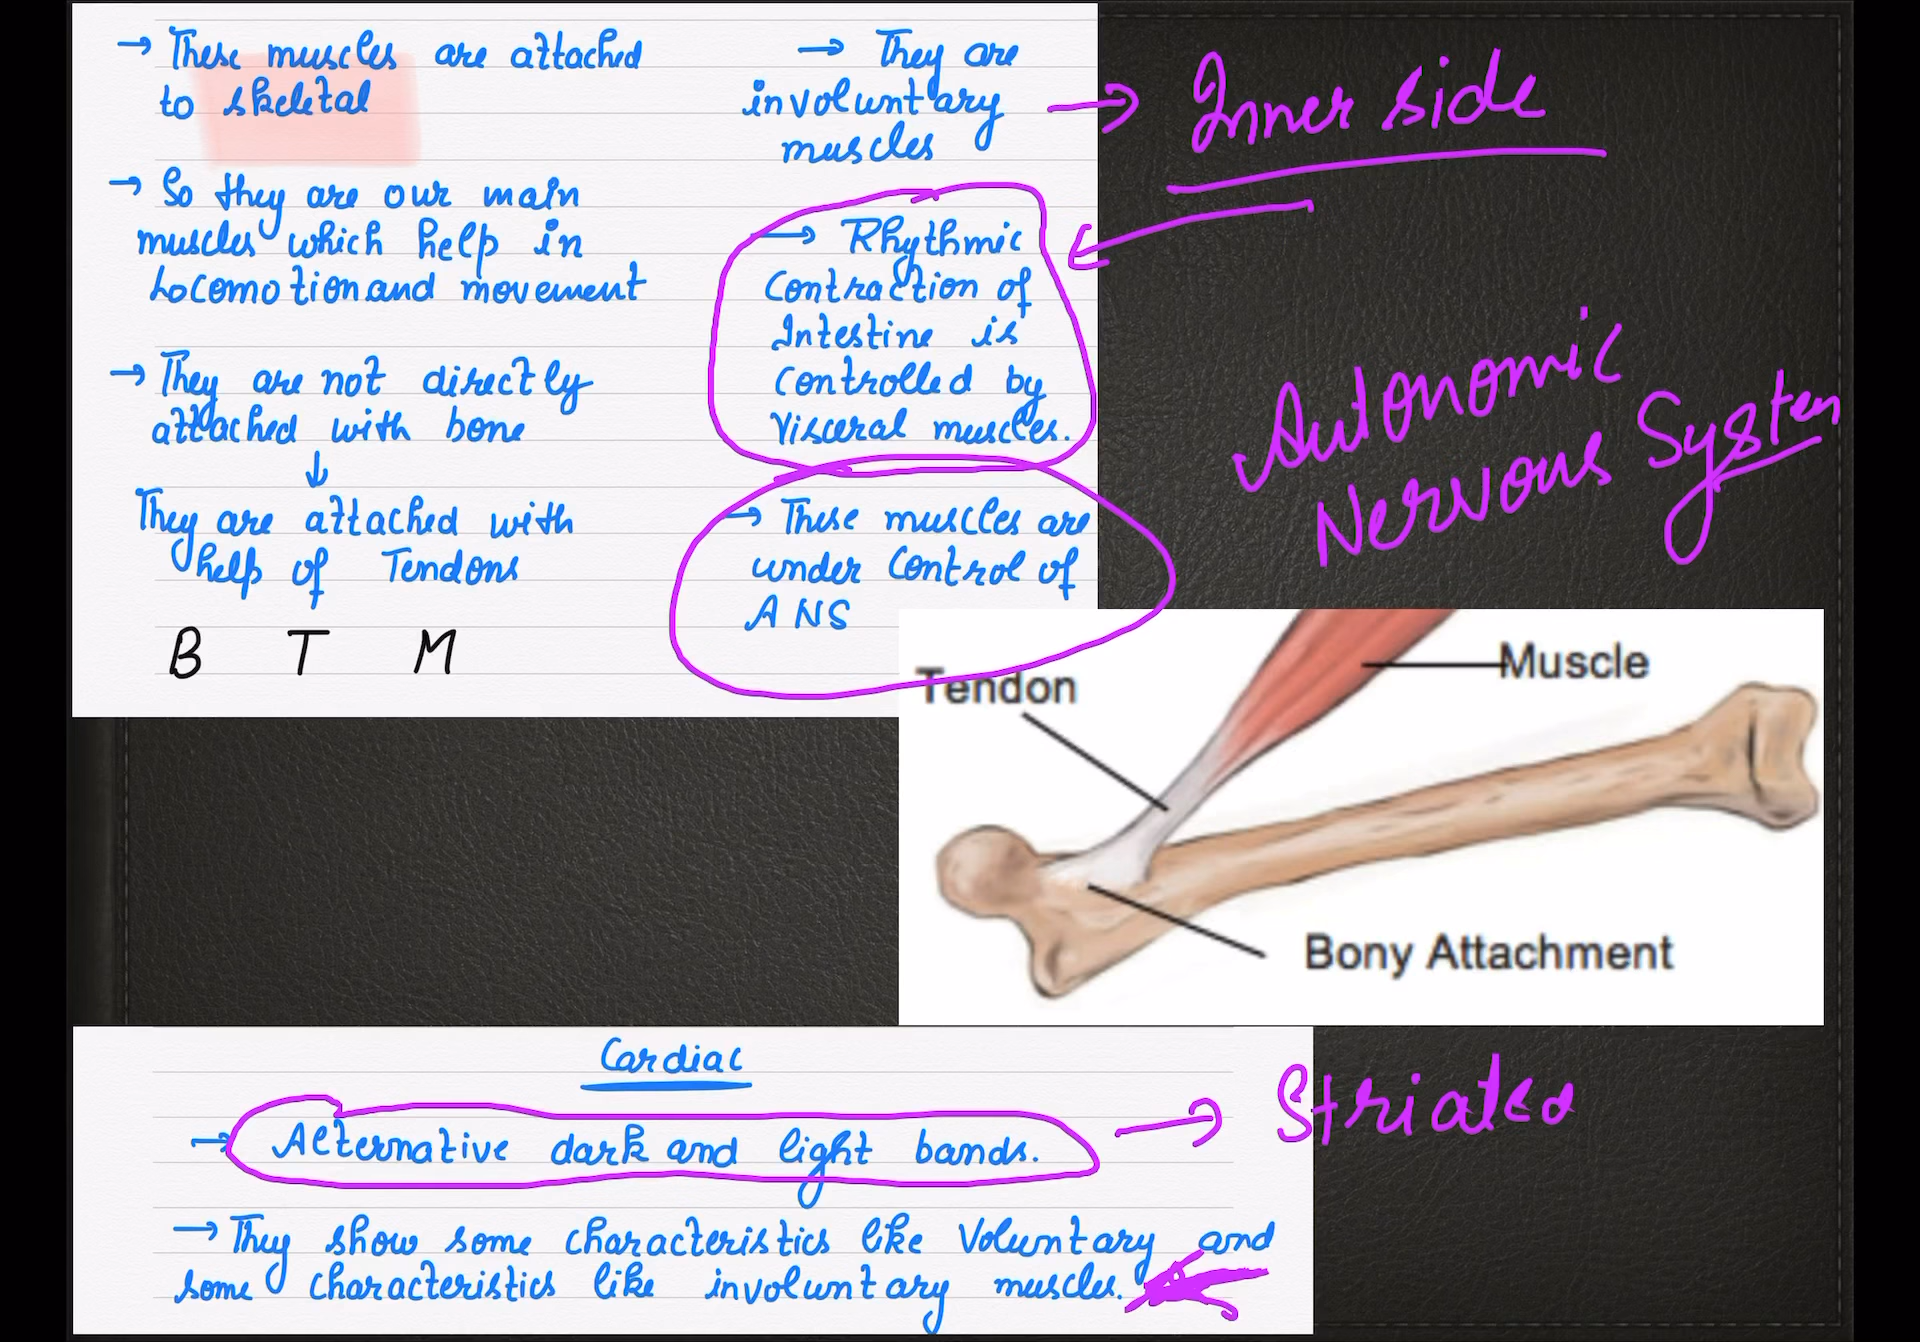 → These muscles are attached
to skeletal
→ So they are our main
muscles which help in
Locomotion and movement
→ They are not directly
attached with bone
↓
They are attached with
help of Tendons
B T M
→ They are
involuntary
muscles
→ Inner side
→ Rhythmic
Contraction of
Intestine is
Controlled by
Visceral muscles.
→ These muscles are
under Control of
ANS
Autonomic
Nervous System
Tendon
Muscle
Bony Attachment
Cardiac
→ Alternative dark and light bands.
→ Striated
→ They show some characteristics like Voluntary and
some characteristics like involuntary muscles.